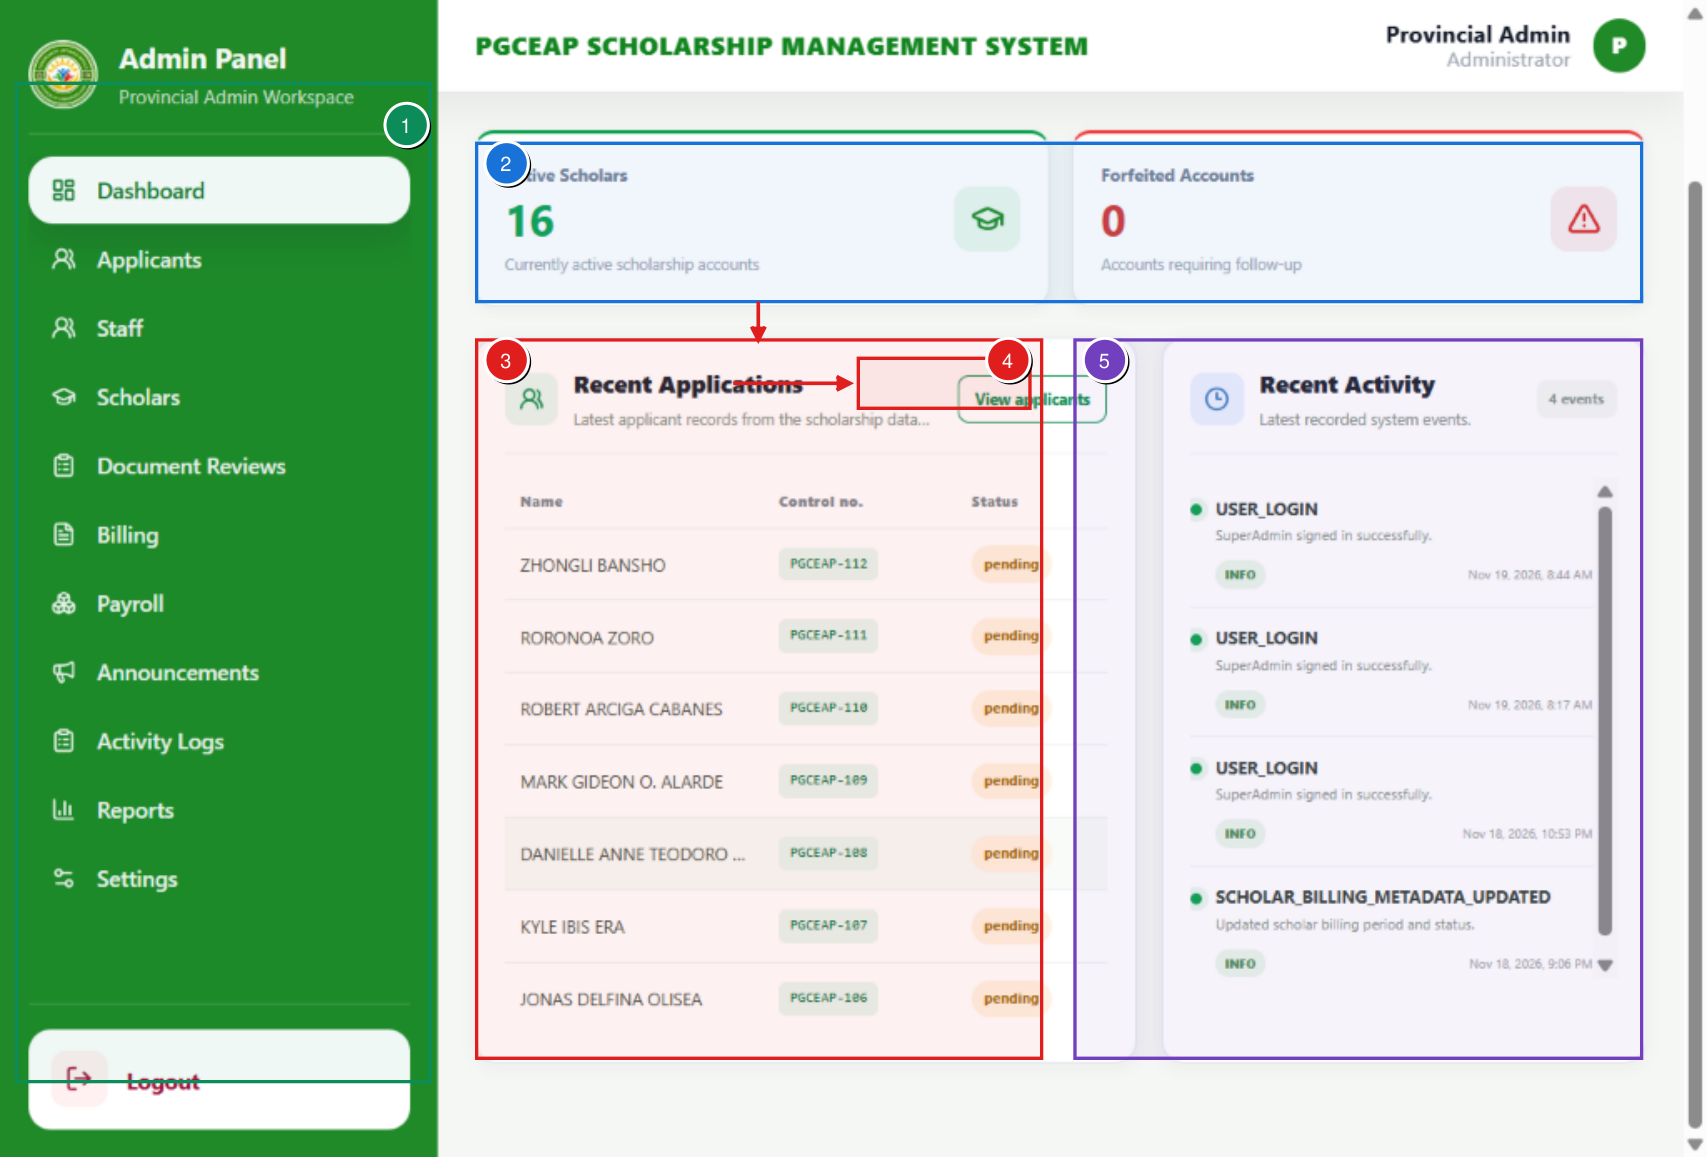 Admin Panel
Provincial Admin Workspace
1
Dashboard
Applicants
Staff
Scholars
Document Reviews
Billing
Payroll
Announcements
Activity Logs
Reports
Settings
Logout
PGCEAP SCHOLARSHIP MANAGEMENT SYSTEM
Provincial Admin
Administrator
P
2
tive Scholars
16
Currently active scholarship accounts
Forfeited Accounts
0
Accounts requiring follow-up
3
4
Recent Applications
Latest applicant records from the scholarship data...
View applicants
Name Control no. Status
ZHONGLI BANSHO PGCEAP-112 pending
RORONOA ZORO PGCEAP-111 pending
ROBERT ARCIGA CABANES PGCEAP-110 pending
MARK GIDEON O. ALARDE PGCEAP-109 pending
DANIELLE ANNE TEODORO ... PGCEAP-108 pending
KYLE IBIS ERA PGCEAP-107 pending
JONAS DELFINA OLISEA PGCEAP-106 pending
5
Recent Activity
Latest recorded system events.
4 events
USER_LOGIN
SuperAdmin signed in successfully.
INFO Nov 19, 2026, 8:44 AM
USER_LOGIN
SuperAdmin signed in successfully.
INFO Nov 19, 2026, 8:17 AM
USER_LOGIN
SuperAdmin signed in successfully.
INFO Nov 18, 2026, 10:53 PM
SCHOLAR_BILLING_METADATA_UPDATED
Updated scholar billing period and status.
INFO Nov 18, 2026, 9:06 PM